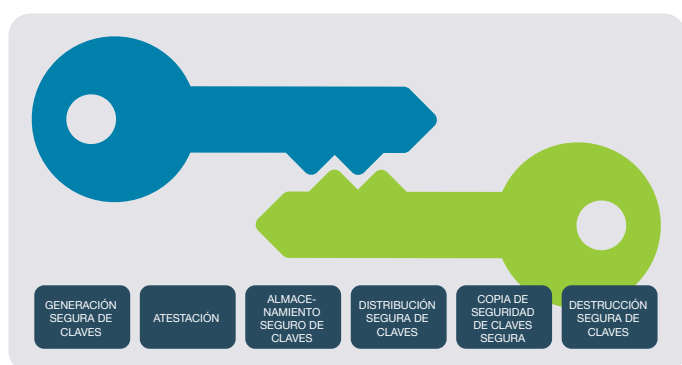 GENERACIÓN
SEGURA DE
CLAVES
ATESTACIÓN
ALMACE-
NAMIENTO
SEGURO DE
CLAVES
DISTRIBUCIÓN
SEGURA DE
CLAVES
COPIA DE
SEGURIDAD
DE CLAVES
SEGURA
DESTRUCCIÓN
SEGURA DE
CLAVES